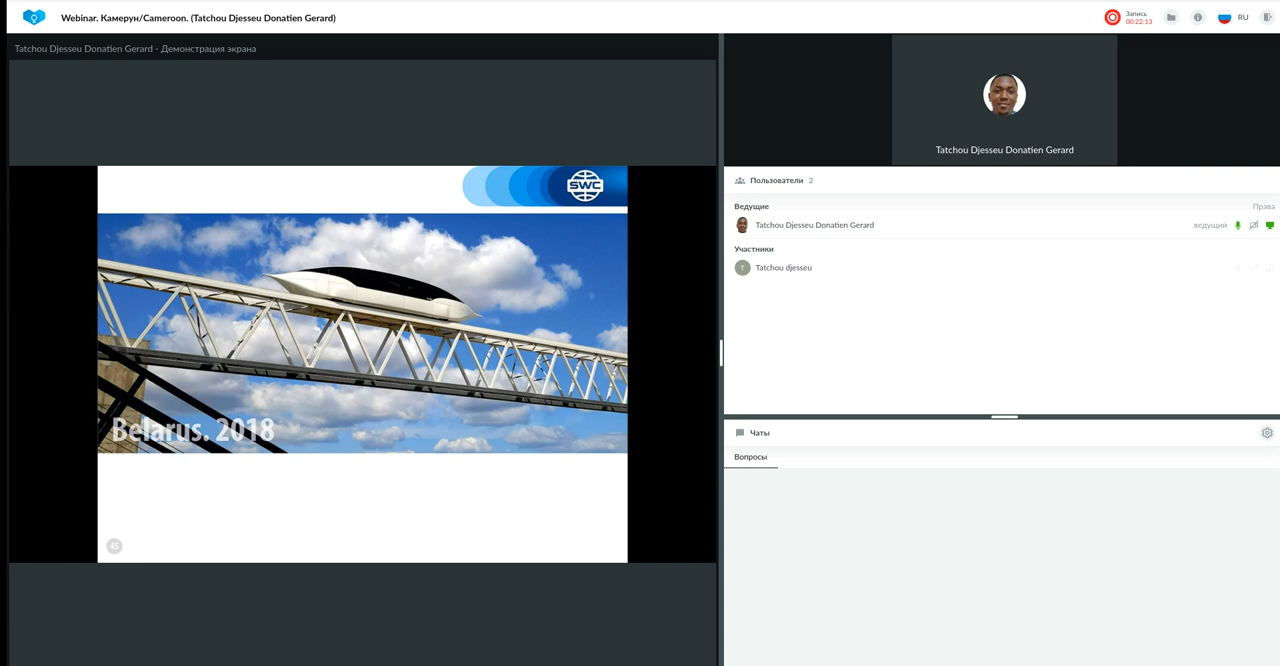 Webinar. Камерун/Cameroon. (Tatchou Djesseu Donatien Gerard)
Запись
00:22:13
RU
Tatchou Djesseu Donatien Gerard - Демонстрация экрана
SWC
Belarus. 2018
45
Tatchou Djesseu Donatien Gerard
Пользователи 2
Ведущие Права
Tatchou Djesseu Donatien Gerard ведущий
Участники
T Tatchou djesseu
Чаты
Вопросы